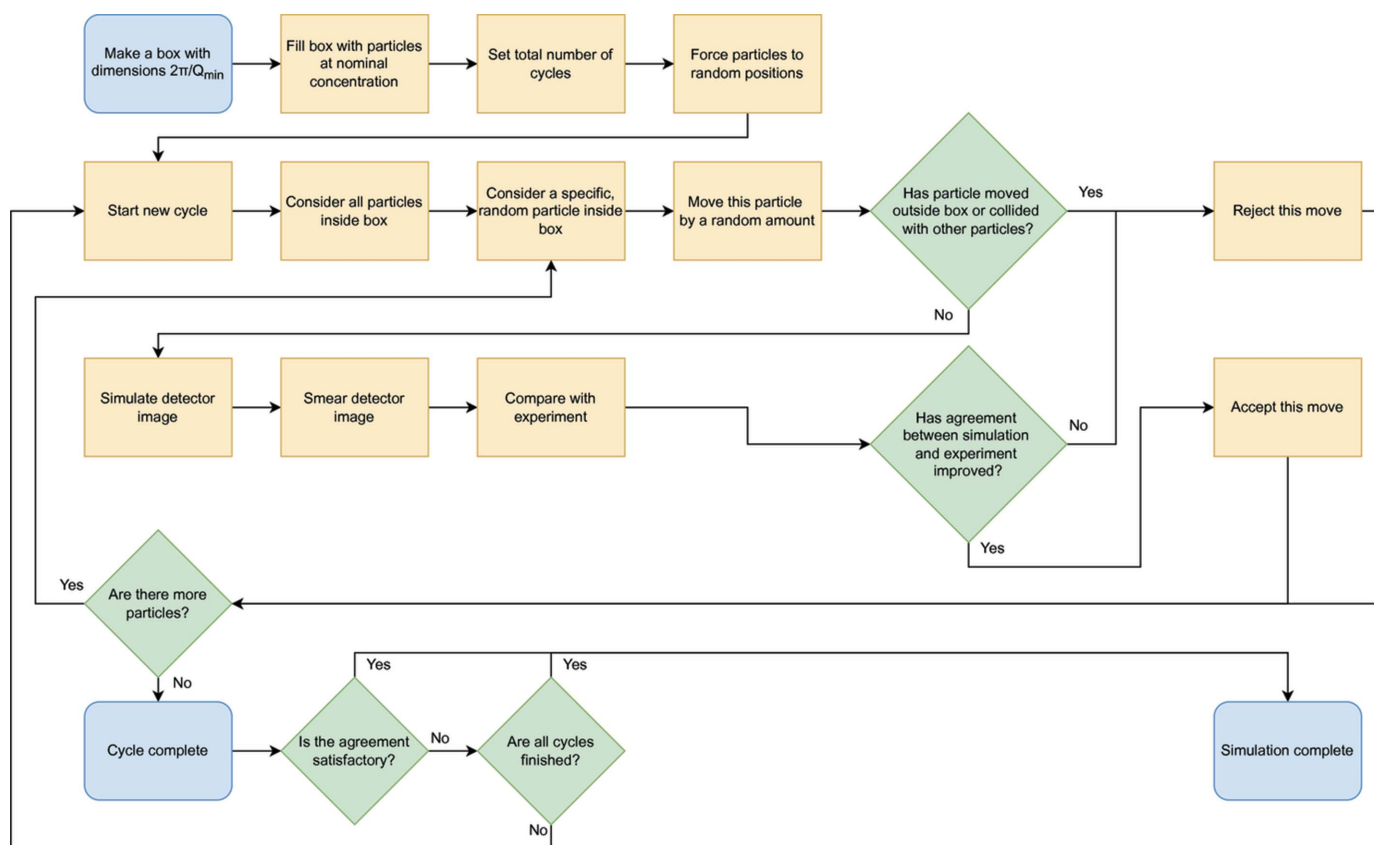 Make a box with
dimensions 2π/Qmin
Fill box with particles
at nominal
concentration
Set total number of
cycles
Force particles to
random positions
Start new cycle
Consider all particles
inside box
Consider a specific,
random particle inside
box
Move this particle
by a random amount
Has particle moved
outside box or collided
with other particles?
Yes
Reject this move
No
Simulate detector
image
Smear detector
image
Compare with
experiment
Has agreement
between simulation
and experiment
improved?
No
Accept this move
Yes
Yes
Are there more
particles?
No
Yes
Yes
Cycle complete
Is the agreement
satisfactory?
No
Are all cycles
finished?
Simulation complete
No